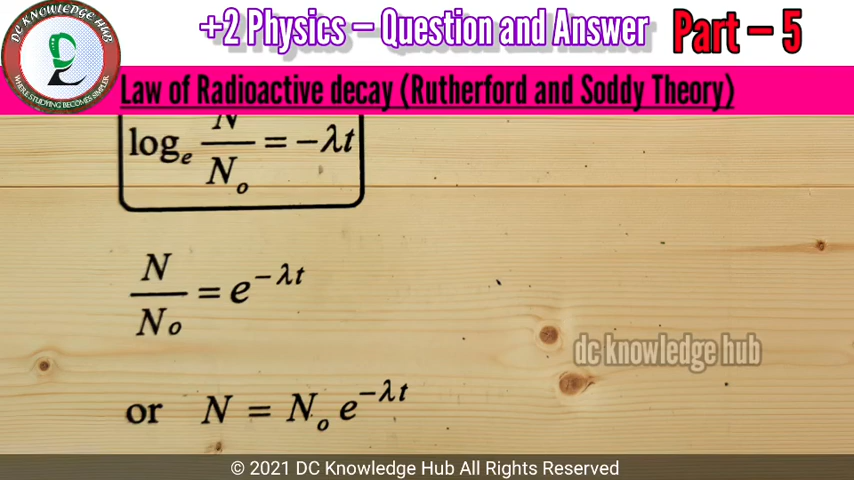 DC KNOWLEDGE HUB
WHERE STUDYING BECOMES SIMPLER
+2 Physics – Question and Answer Part – 5
Law of Radioactive decay (Rutherford and Soddy Theory)
logₑ N/Nₒ = −λt
N/Nₒ = e^(−λt)
dc knowledge hub
or N = Nₒ e^(−λt)
© 2021 DC Knowledge Hub All Rights Reserved